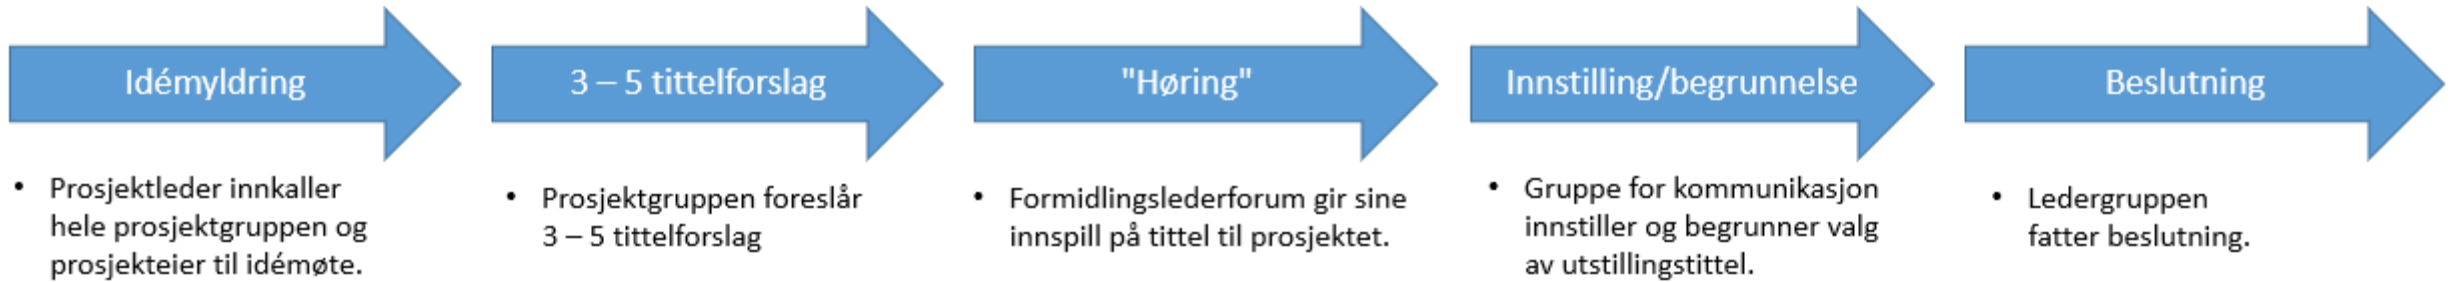 Idémyldring
3 – 5 tittelforslag
"Høring"
Innstilling/begrunnelse
Beslutning
• Prosjektleder innkaller
hele prosjektgruppen og
prosjekteier til idémøte.
• Prosjektgruppen foreslår
3 – 5 tittelforslag
• Formidlingslederforum gir sine
innspill på tittel til prosjektet.
• Gruppe for kommunikasjon
innstiller og begrunner valg
av utstillingstittel.
• Ledergruppen
fatter beslutning.